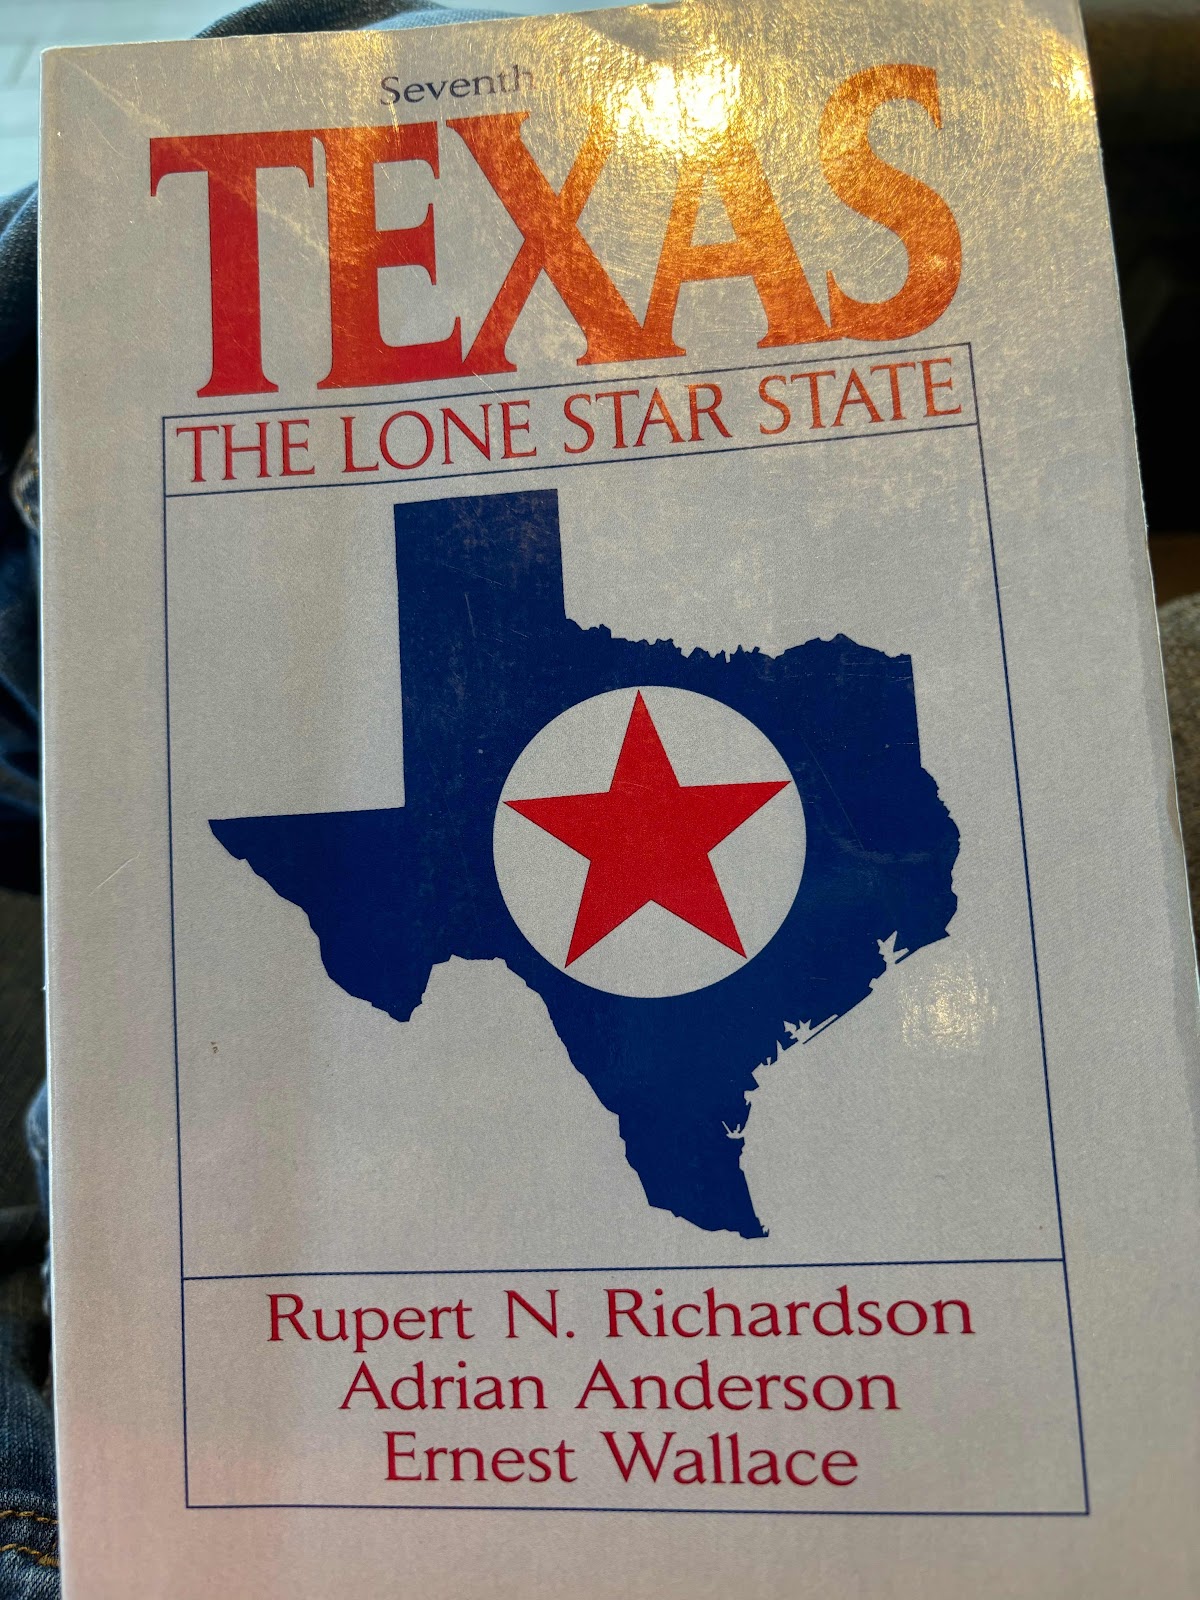 Seventh
TEXAS
THE LONE STAR STATE
Rupert N. Richardson
Adrian Anderson
Ernest Wallace